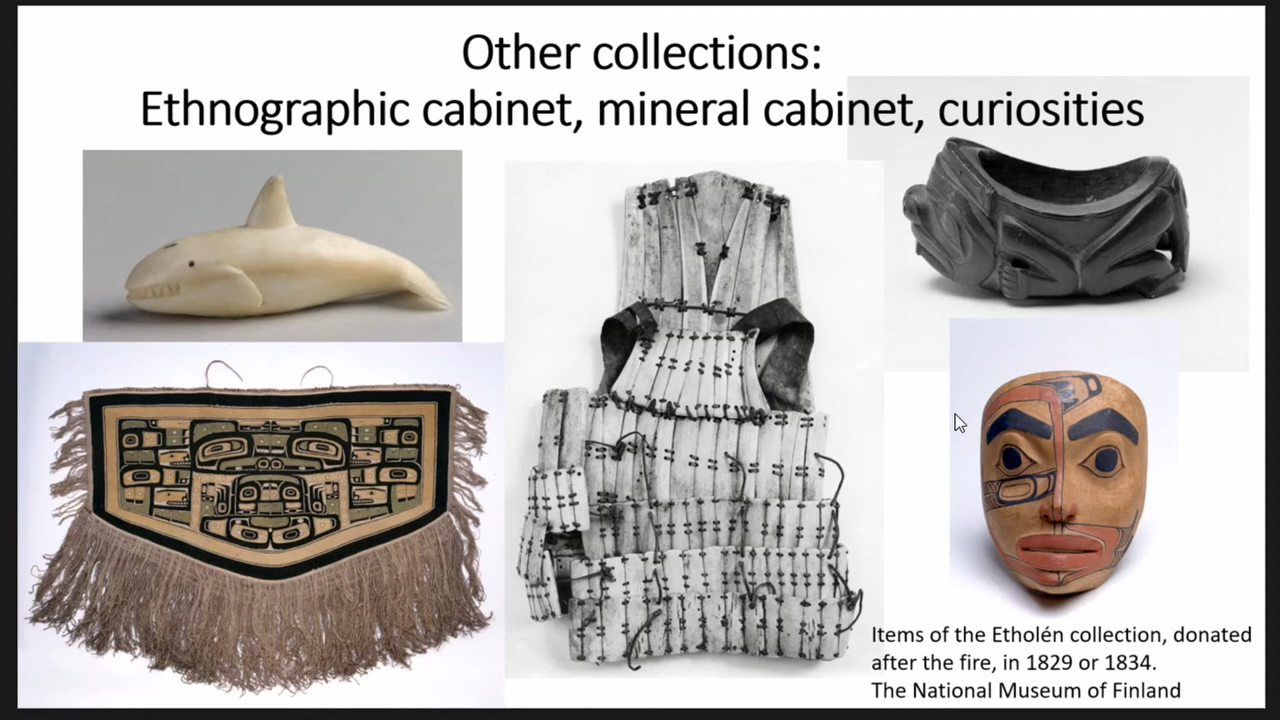 Other collections:
Ethnographic cabinet, mineral cabinet, curiosities
Items of the Etholén collection, donated
after the fire, in 1829 or 1834.
The National Museum of Finland